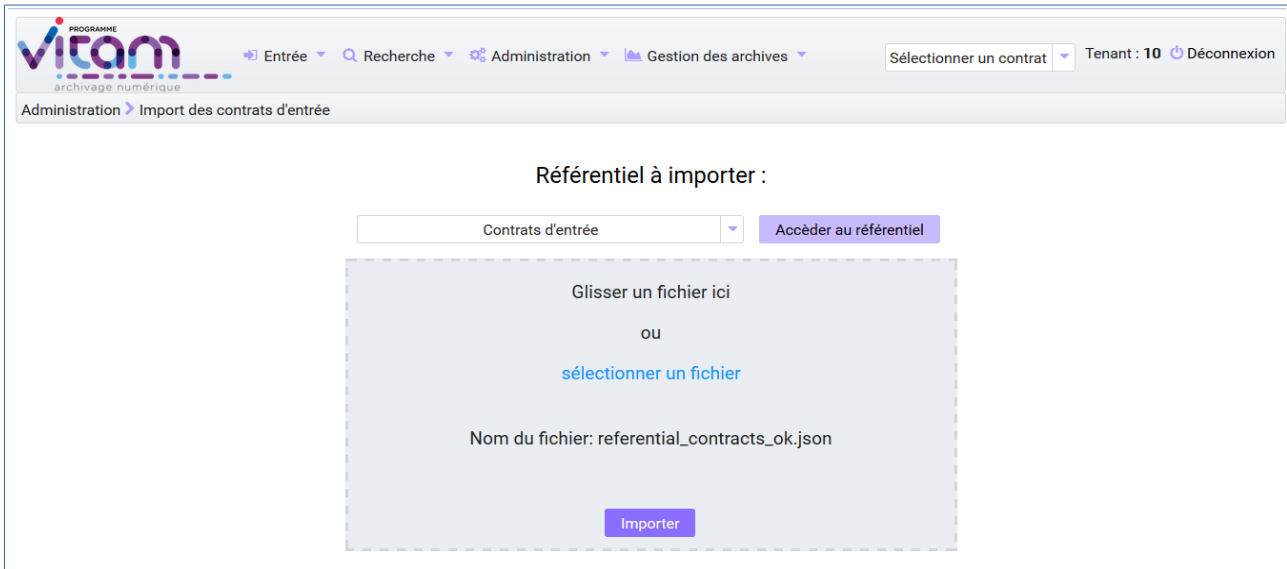 PROGRAMME
vitam
archivage numérique
Entrée Recherche Administration Gestion des archives Sélectionner un contrat Tenant : 10 Déconnexion
Administration Import des contrats d'entrée
Référentiel à importer :
Contrats d'entrée Accèder au référentiel
Glisser un fichier ici
ou
sélectionner un fichier
Nom du fichier: referential_contracts_ok.json
Importer